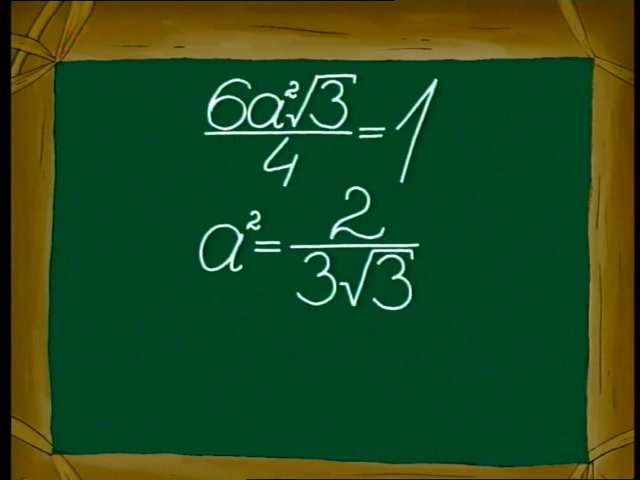 6a²√3/4 = 1
a² = 2/3√3